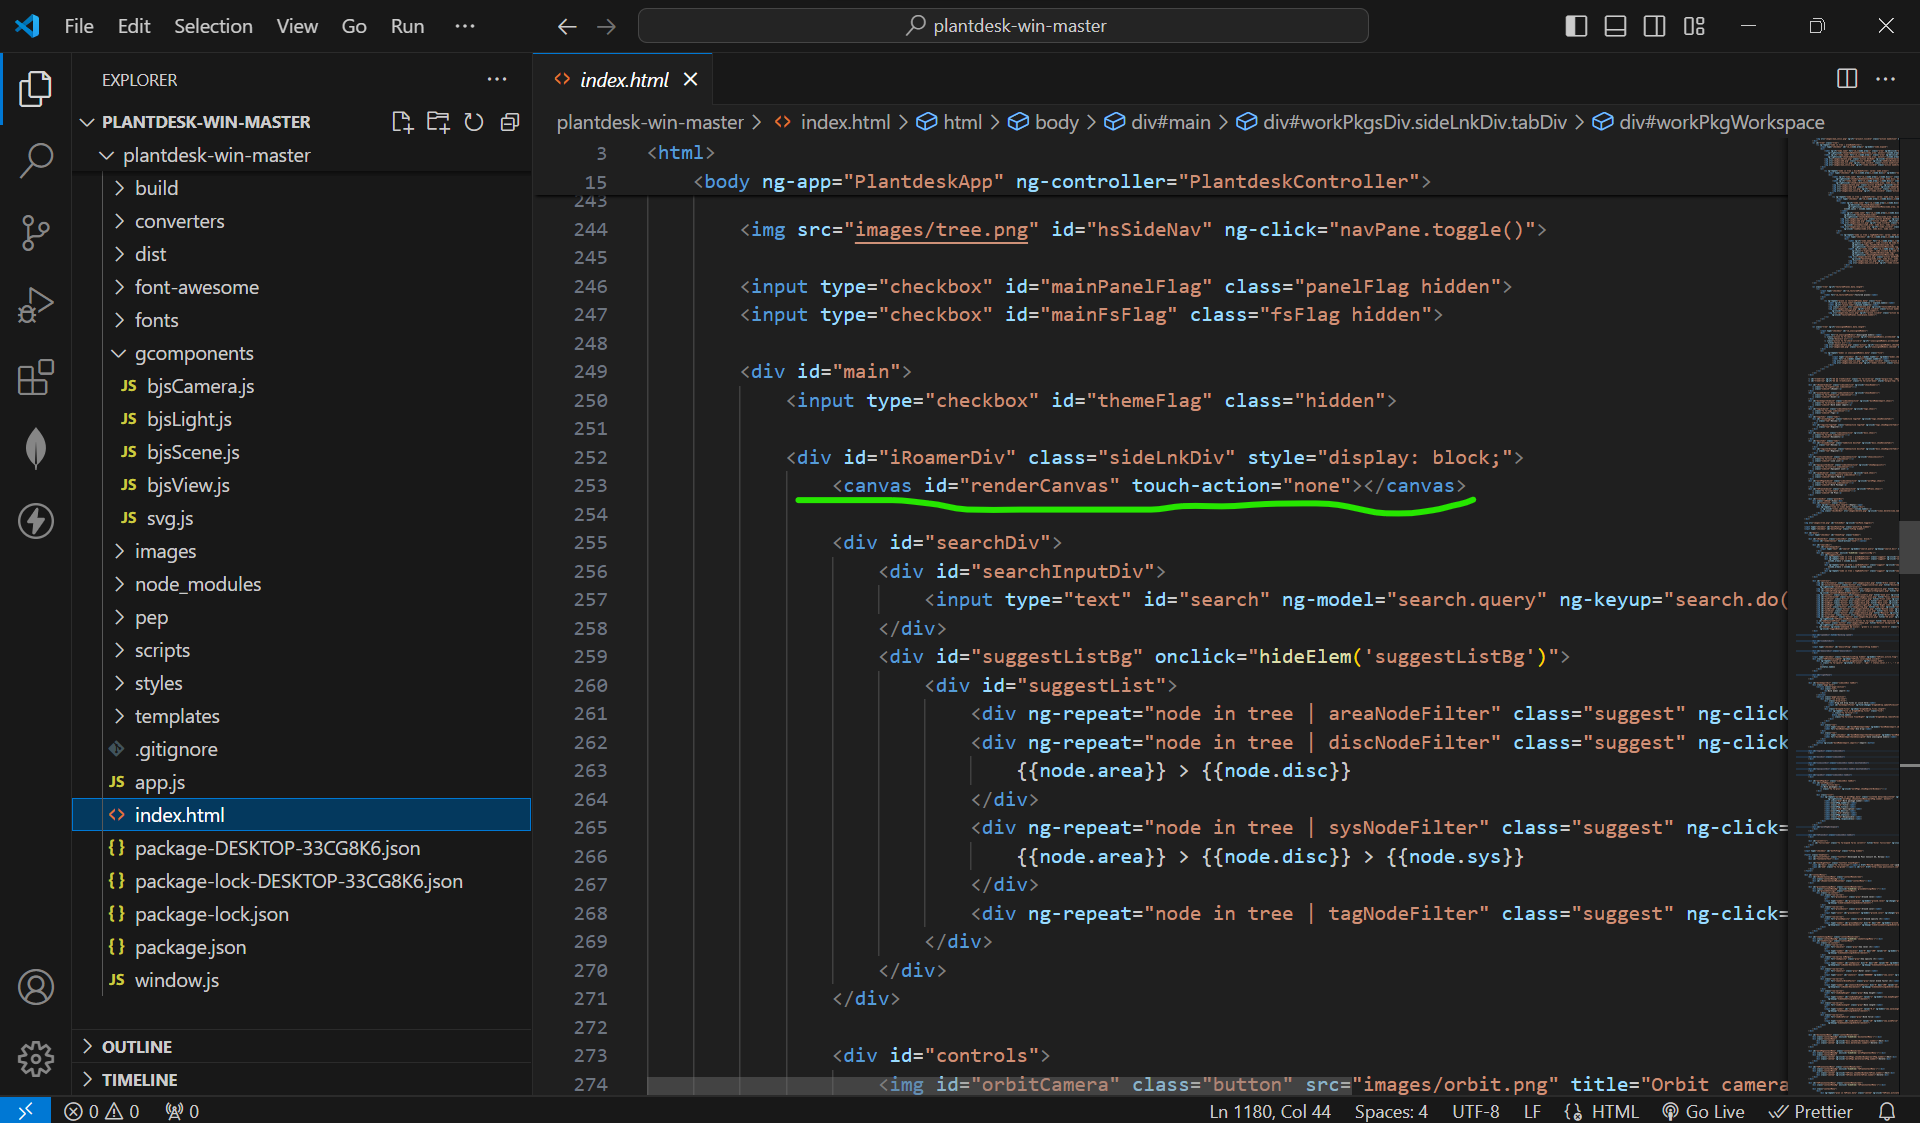 File Edit Selection View Go Run ···
plantdesk-win-master
EXPLORER
index.html
PLANTDESK-WIN-MASTER
plantdesk-win-master > index.html > html > body > div#main > div#workPkgsDiv.sideLnkDiv.tabDiv > div#workPkgWorkspace
plantdesk-win-master
build
converters
dist
font-awesome
fonts
gcomponents
JS bjsCamera.js
JS bjsLight.js
JS bjsScene.js
JS bjsView.js
JS svg.js
images
node_modules
pep
scripts
styles
templates
.gitignore
JS app.js
<> index.html
{} package-DESKTOP-33CG8K6.json
{} package-lock-DESKTOP-33CG8K6.json
{} package-lock.json
{} package.json
JS window.js
OUTLINE
TIMELINE
3 <html>
15 <body ng-app="PlantdeskApp" ng-controller="PlantdeskController">
243
244 <img src="images/tree.png" id="hsSideNav" ng-click="navPane.toggle()">
245
246 <input type="checkbox" id="mainPanelFlag" class="panelFlag hidden">
247 <input type="checkbox" id="mainFsFlag" class="fsFlag hidden">
248
249 <div id="main">
250 <input type="checkbox" id="themeFlag" class="hidden">
251
252 <div id="iRoamerDiv" class="sideLnkDiv" style="display: block;">
253 <canvas id="renderCanvas" touch-action="none"></canvas>
254
255 <div id="searchDiv">
256 <div id="searchInputDiv">
257 <input type="text" id="search" ng-model="search.query" ng-keyup="search.do(
258 </div>
259 <div id="suggestListBg" onclick="hideElem('suggestListBg')">
260 <div id="suggestList">
261 <div ng-repeat="node in tree | areaNodeFilter" class="suggest" ng-click
262 <div ng-repeat="node in tree | discNodeFilter" class="suggest" ng-click
263 {{node.area}} > {{node.disc}}
264 </div>
265 <div ng-repeat="node in tree | sysNodeFilter" class="suggest" ng-click=
266 {{node.area}} > {{node.disc}} > {{node.sys}}
267 </div>
268 <div ng-repeat="node in tree | tagNodeFilter" class="suggest" ng-click=
269 </div>
270 </div>
271 </div>
272
273 <div id="controls">
274 <img id="orbitCamera" class="button" src="images/orbit.png" title="Orbit camera
0 0 0 Ln 1180, Col 44 Spaces: 4 UTF-8 LF HTML Go Live Prettier